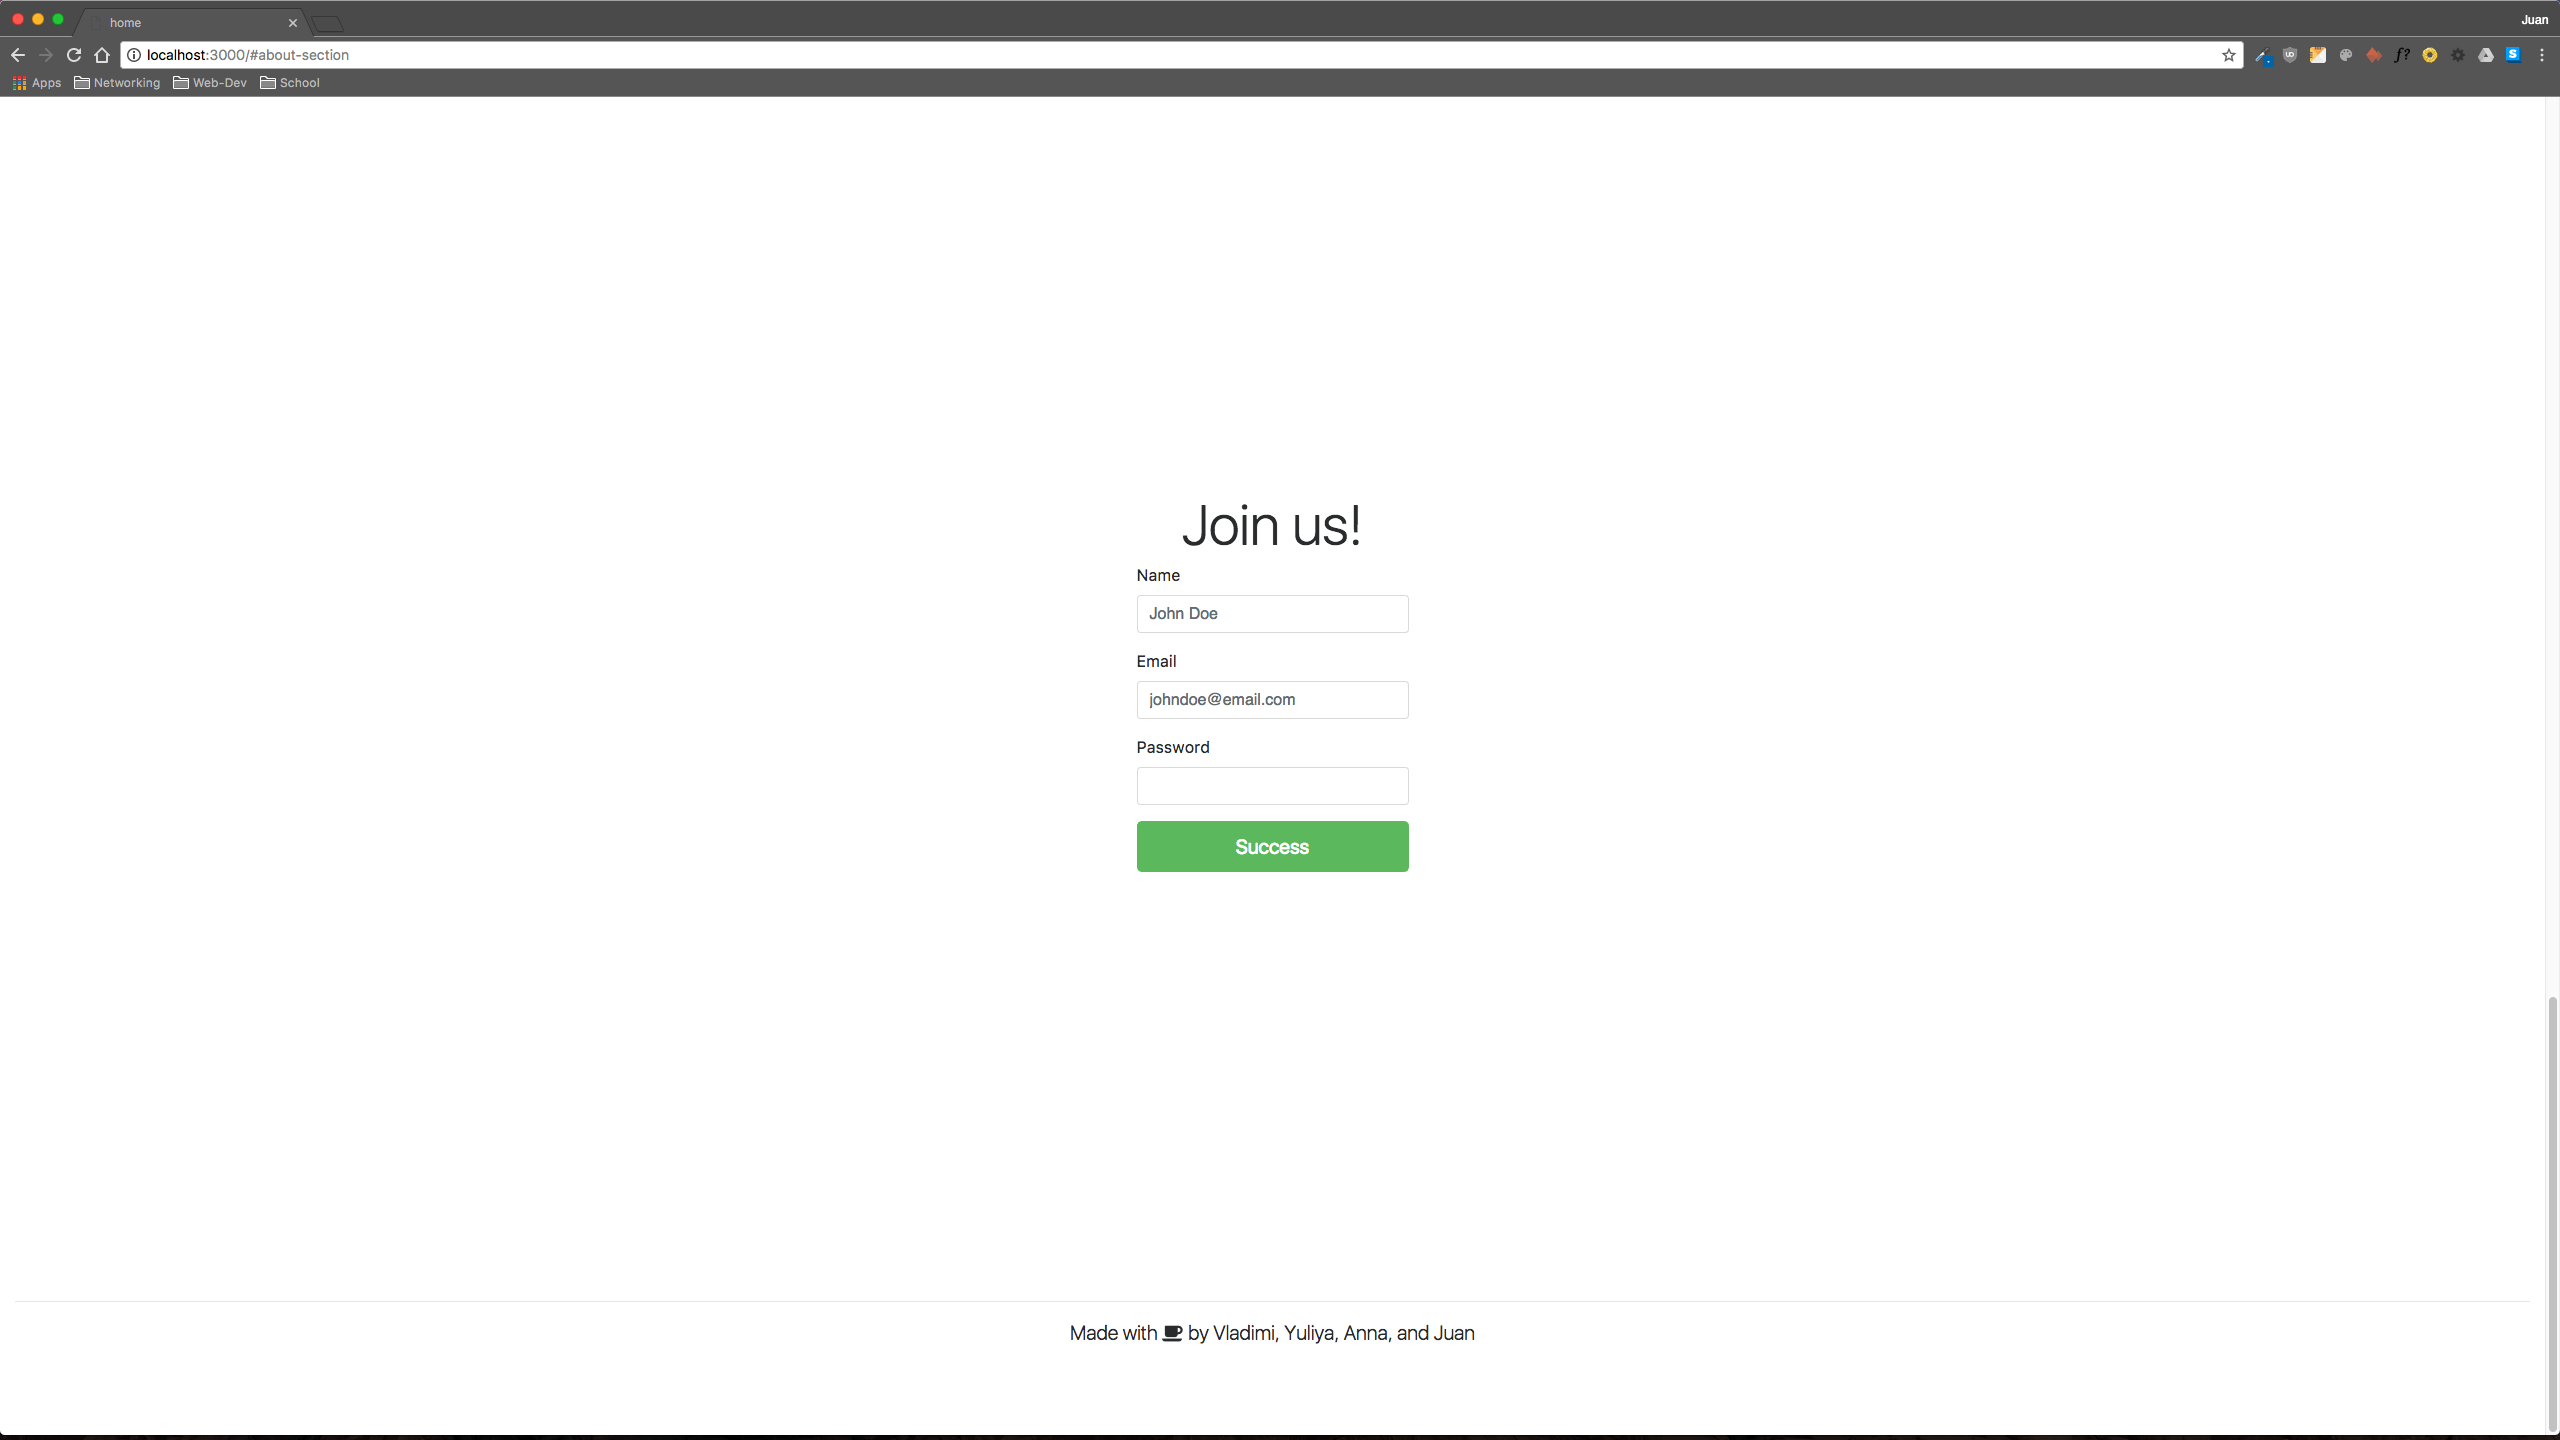 home
Juan
localhost:3000/#about-section
f?
S
Apps
Networking
Web-Dev
School
Join us!
Name
John Doe
Email
johndoe@email.com
Password
Success
Made with by Vladimi, Yuliya, Anna, and Juan